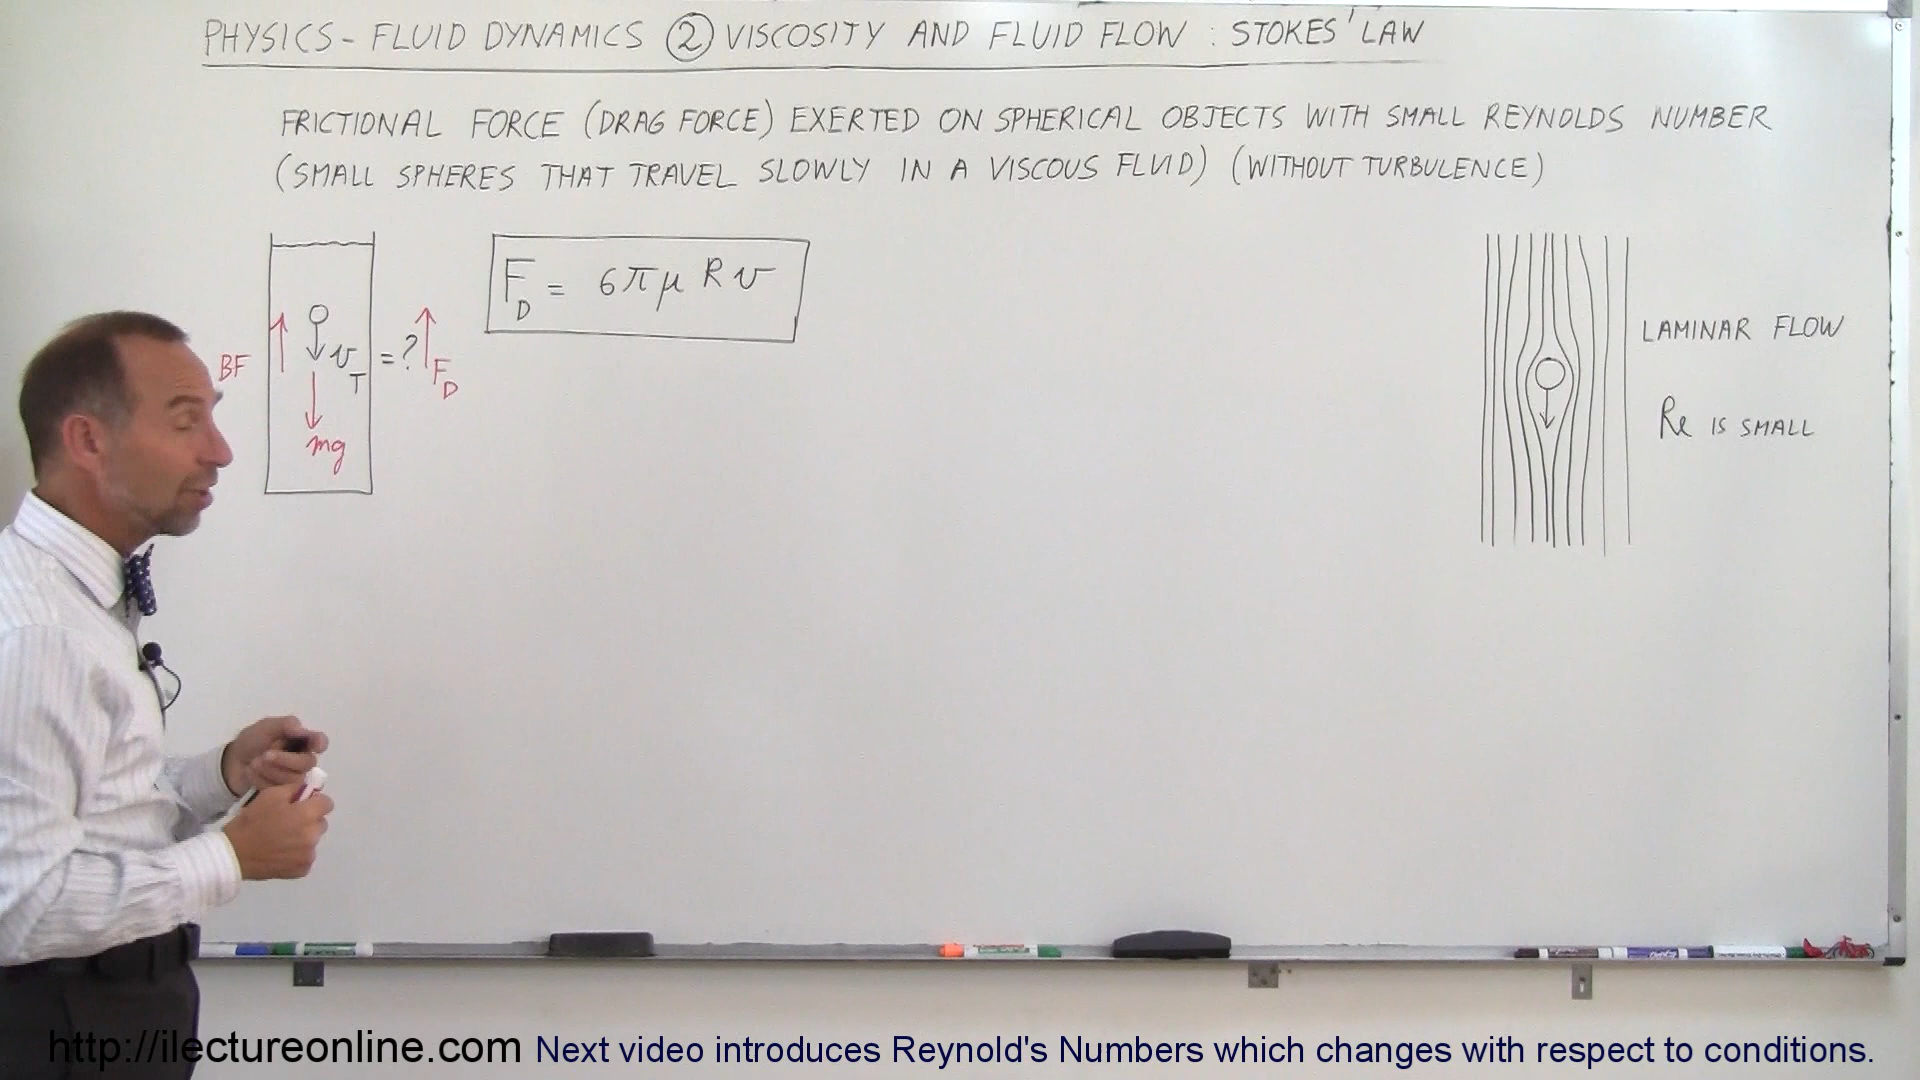 PHYSICS - FLUID DYNAMICS ② VISCOSITY AND FLUID FLOW : STOKES' LAW
FRICTIONAL FORCE (DRAG FORCE) EXERTED ON SPHERICAL OBJECTS WITH SMALL REYNOLDS NUMBER
(SMALL SPHERES THAT TRAVEL SLOWLY IN A VISCOUS FLUID) (WITHOUT TURBULENCE)
F_D = 6πμRv
BF
v_T = ?
F_D
mg
LAMINAR FLOW
Re IS SMALL
http://ilectureonline.com Next video introduces Reynold's Numbers which changes with respect to conditions.